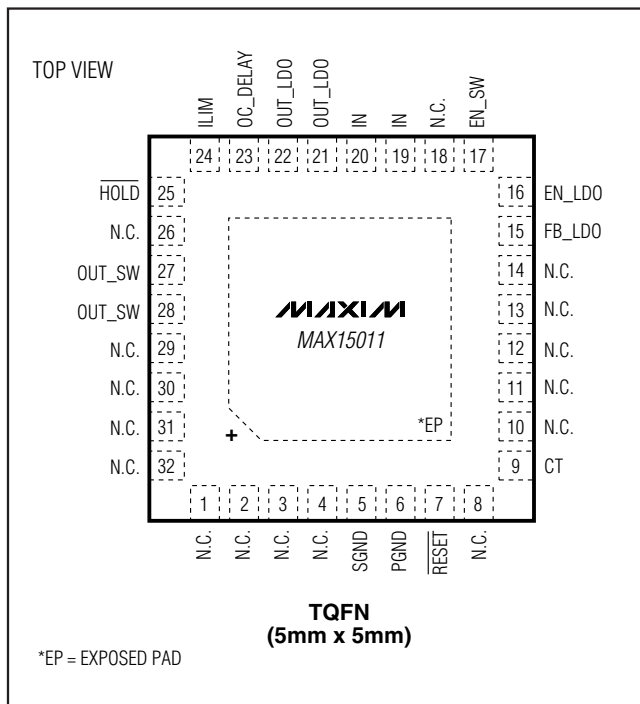 TOP VIEW
ILIM
OC_DELAY
OUT_LDO
OUT_LDO
IN
IN
N.C.
EN_SW
24 23 22 21 20 19 18 17
HOLD 25
N.C. 26
OUT_SW 27
OUT_SW 28
N.C. 29
N.C. 30
N.C. 31
N.C. 32
16 EN_LDO
15 FB_LDO
14 N.C.
13 N.C.
12 N.C.
11 N.C.
10 N.C.
9 CT
MAXIM
MAX15011
*EP
+
1 2 3 4 5 6 7 8
N.C.
N.C.
N.C.
N.C.
SGND
PGND
RESET
N.C.
TQFN
(5mm x 5mm)
*EP = EXPOSED PAD